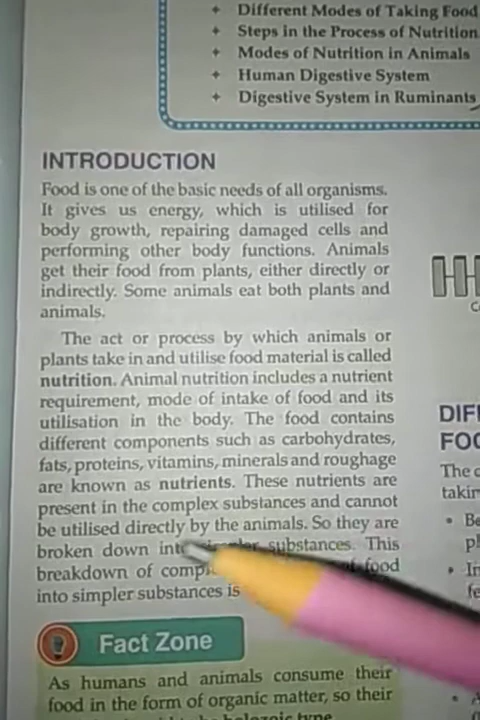 + Different Modes of Taking Food
+ Steps in the Process of Nutrition
+ Modes of Nutrition in Animals
+ Human Digestive System
+ Digestive System in Ruminants
INTRODUCTION
Food is one of the basic needs of all organisms.
It gives us energy, which is utilised for
body growth, repairing damaged cells and
performing other body functions. Animals
get their food from plants, either directly or
indirectly. Some animals eat both plants and
animals.
The act or process by which animals or
plants take in and utilise food material is called
nutrition. Animal nutrition includes a nutrient
requirement, mode of intake of food and its
utilisation in the body. The food contains
different components such as carbohydrates,
fats, proteins, vitamins, minerals and roughage
are known as nutrients. These nutrients are
present in the complex substances and cannot
be utilised directly by the animals. So they are
broken down into simpler substances. This
breakdown of food
into simpler substances is
Fact Zone
As humans and animals consume their
food in the form of organic matter, so their
DIF
FO
The
takin
• Be
pl
• In
fe